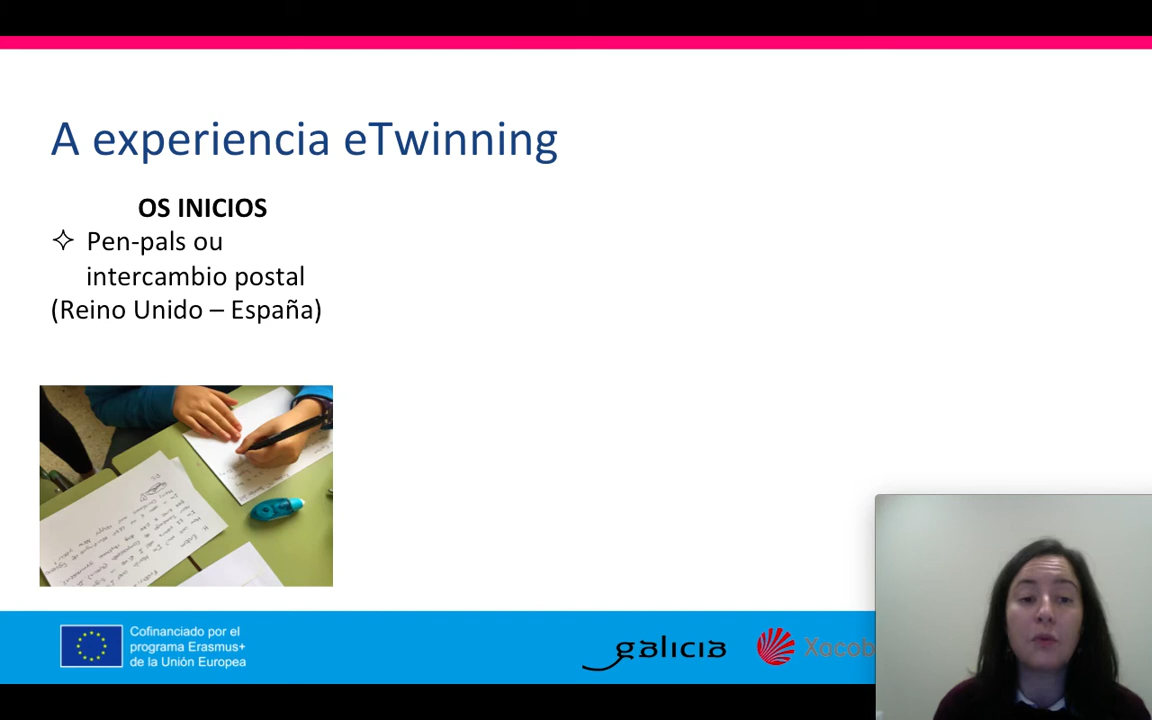 A experiencia eTwinning
OS INICIOS
✧ Pen-pals ou
intercambio postal
(Reino Unido – España)
Cofinanciado por el
programa Erasmus+
de la Unión Europea
galicia
Xacob